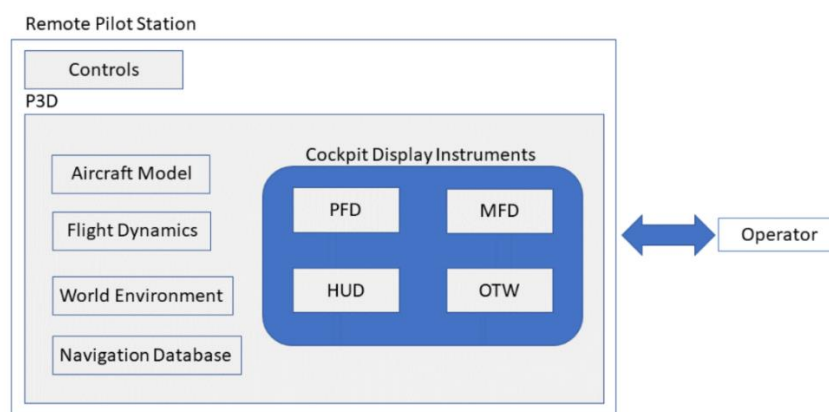 Remote Pilot Station
Controls
P3D
Cockpit Display Instruments
Aircraft Model
PFD
MFD
Flight Dynamics
Operator
World Environment
HUD
OTW
Navigation Database